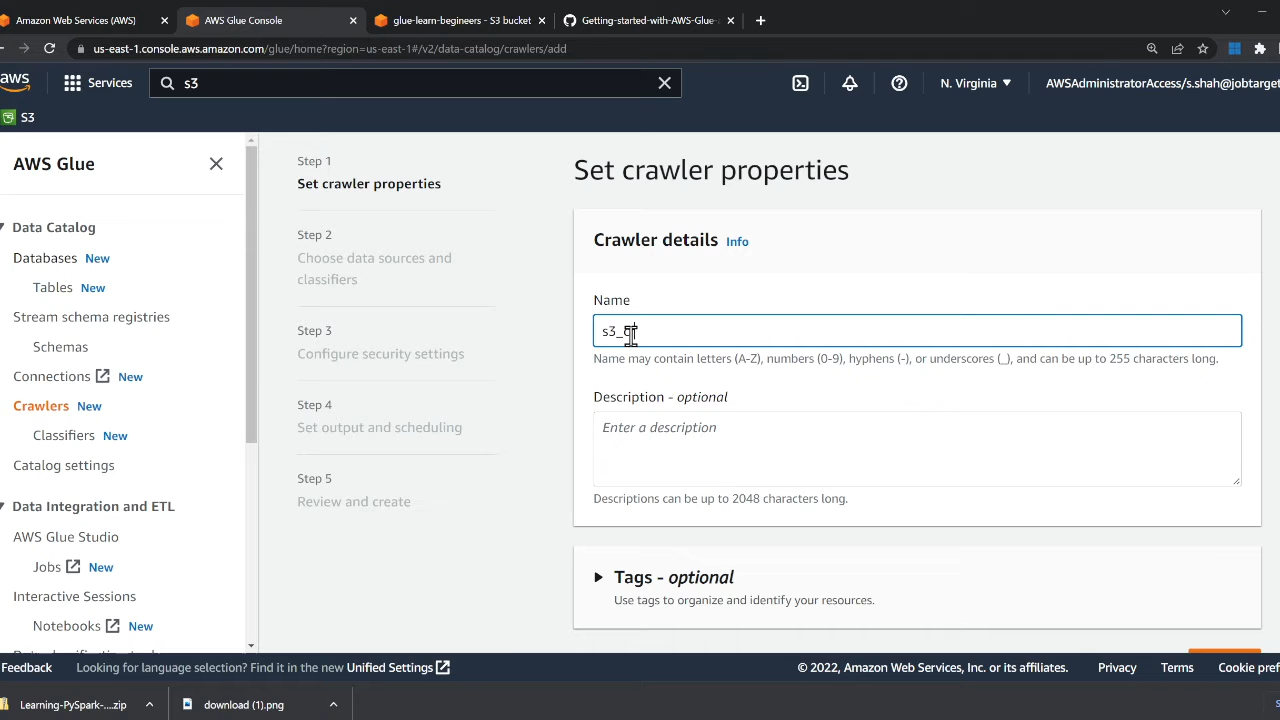 Amazon Web Services (AWS)
AWS Glue Console
glue-learn-begineers - S3 bucket
Getting-started-with-AWS-Glue-
us-east-1.console.aws.amazon.com/glue/home?region=us-east-1#/v2/data-catalog/crawlers/add
aws
Services
s3
N. Virginia
AWSAdministratorAccess/s.shah@jobtarget
S3
AWS Glue
Data Catalog
Databases New
Tables New
Stream schema registries
Schemas
Connections New
Crawlers New
Classifiers New
Catalog settings
Data Integration and ETL
AWS Glue Studio
Jobs New
Interactive Sessions
Notebooks New
Step 1
Set crawler properties
Step 2
Choose data sources and
classifiers
Step 3
Configure security settings
Step 4
Set output and scheduling
Step 5
Review and create
Set crawler properties
Crawler details Info
Name
Name may contain letters (A-Z), numbers (0-9), hyphens (-), or underscores (_), and can be up to 255 characters long.
Description - optional
Enter a description
Descriptions can be up to 2048 characters long.
Tags - optional
Use tags to organize and identify your resources.
Feedback
Looking for language selection? Find it in the new Unified Settings
© 2022, Amazon Web Services, Inc. or its affiliates.
Privacy
Terms
Cookie pref
Learning-PySpark-....zip
download (1).png